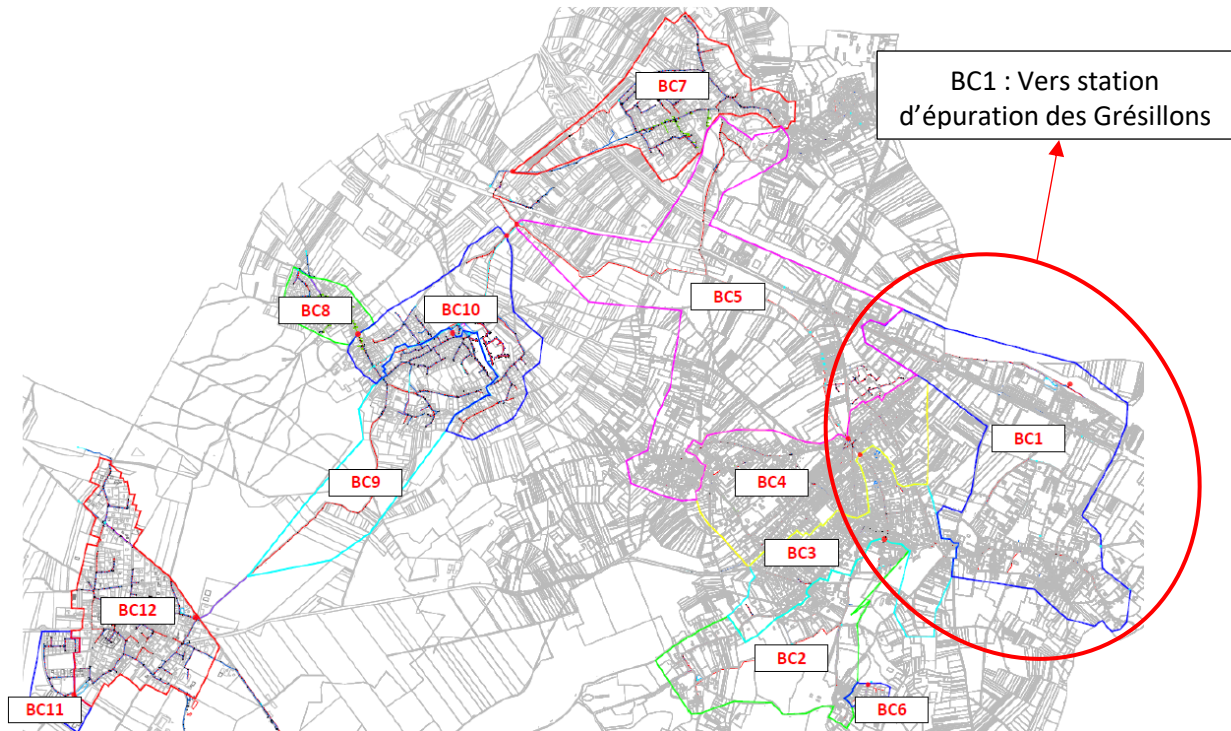 BC7
BC1 : Vers station
d’épuration des Grésillons
BC5
BC8
BC10
BC1
BC9
BC4
BC3
BC12
BC2
BC11
BC6